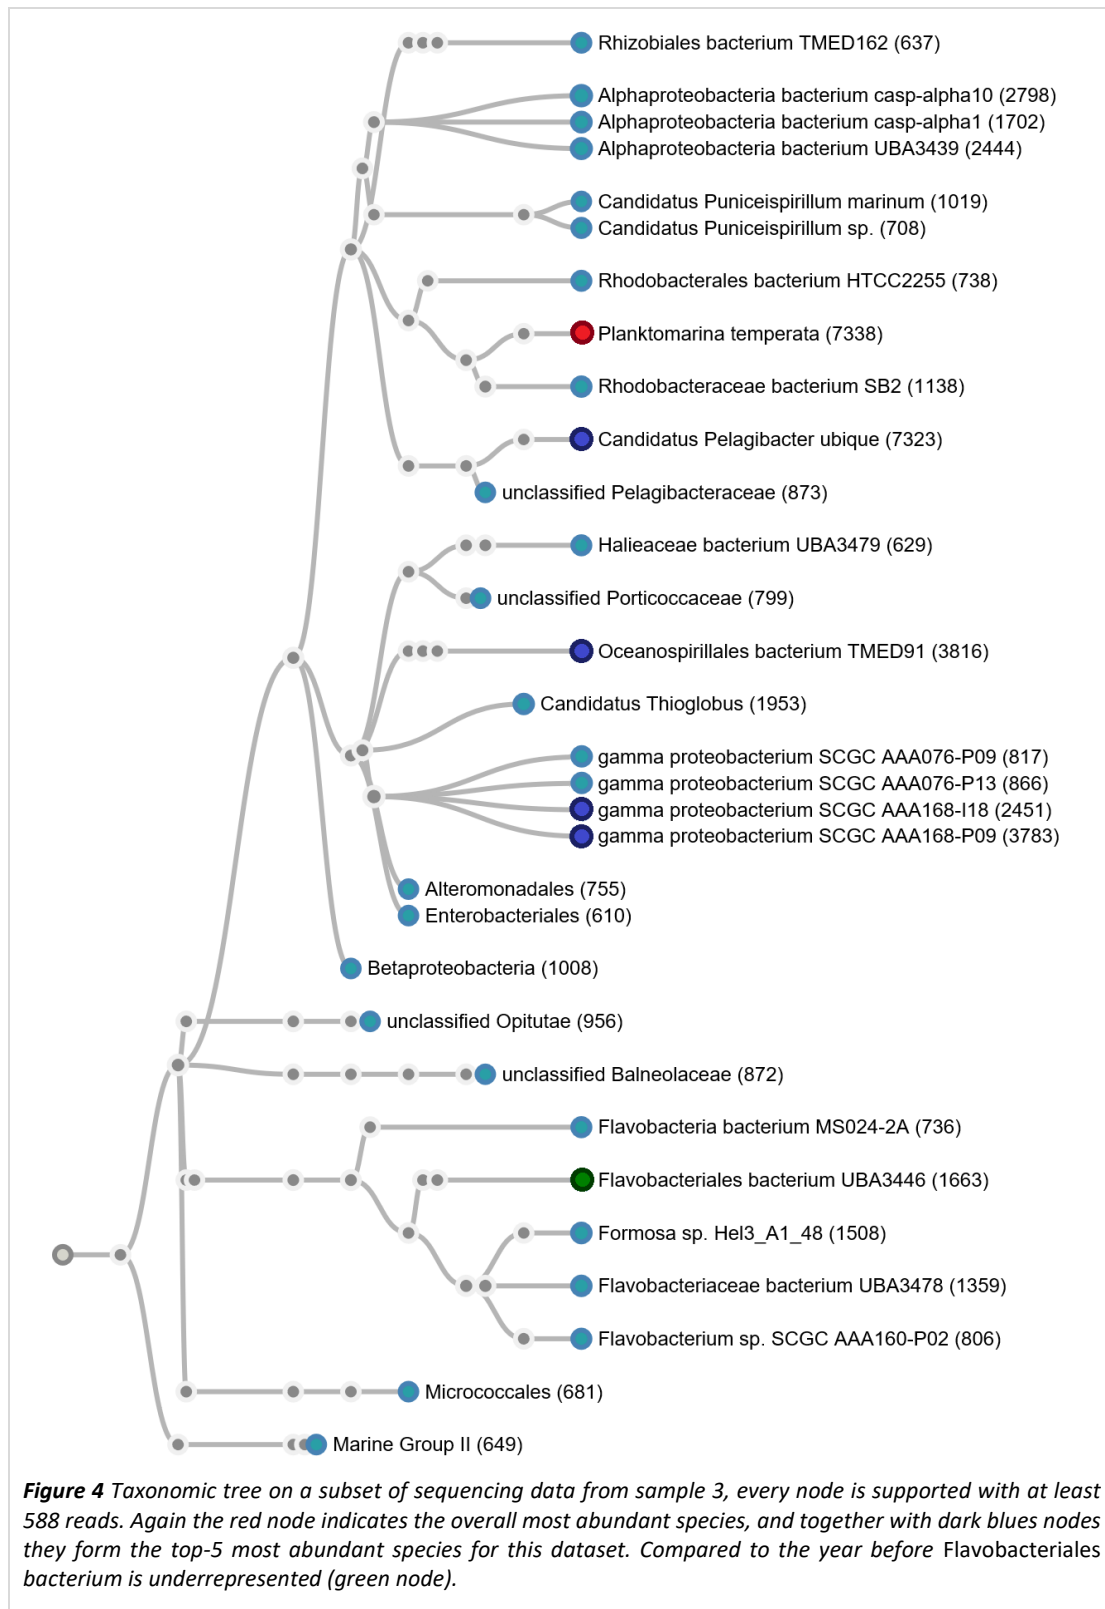 Rhizobiales bacterium TMED162 (637)
Alphaproteobacteria bacterium casp-alpha10 (2798)
Alphaproteobacteria bacterium casp-alpha1 (1702)
Alphaproteobacteria bacterium UBA3439 (2444)
Candidatus Puniceispirillum marinum (1019)
Candidatus Puniceispirillum sp. (708)
Rhodobacterales bacterium HTCC2255 (738)
Planktomarina temperata (7338)
Rhodobacteraceae bacterium SB2 (1138)
Candidatus Pelagibacter ubique (7323)
unclassified Pelagibacteraceae (873)
Halieaceae bacterium UBA3479 (629)
unclassified Porticoccaceae (799)
Oceanospirillales bacterium TMED91 (3816)
Candidatus Thioglobus (1953)
gamma proteobacterium SCGC AAA076-P09 (817)
gamma proteobacterium SCGC AAA076-P13 (866)
gamma proteobacterium SCGC AAA168-I18 (2451)
gamma proteobacterium SCGC AAA168-P09 (3783)
Alteromonadales (755)
Enterobacteriales (610)
Betaproteobacteria (1008)
unclassified Opitutae (956)
unclassified Balneolaceae (872)
Flavobacteria bacterium MS024-2A (736)
Flavobacteriales bacterium UBA3446 (1663)
Formosa sp. Hel3_A1_48 (1508)
Flavobacteriaceae bacterium UBA3478 (1359)
Flavobacterium sp. SCGC AAA160-P02 (806)
Micrococcales (681)
Marine Group II (649)
Figure 4 Taxonomic tree on a subset of sequencing data from sample 3, every node is supported with at least
588 reads. Again the red node indicates the overall most abundant species, and together with dark blues nodes
they form the top-5 most abundant species for this dataset. Compared to the year before Flavobacteriales
bacterium is underrepresented (green node).